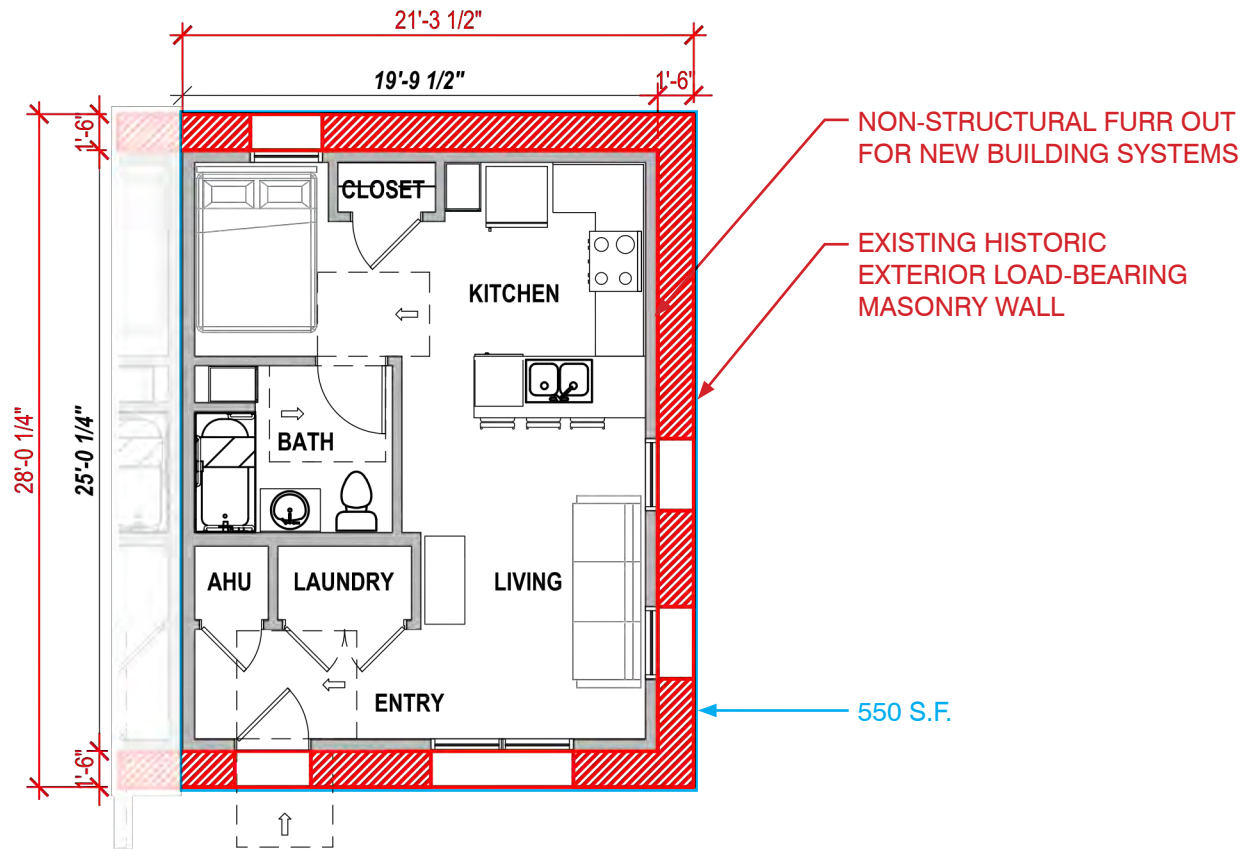 21'-3 1/2"
19'-9 1/2"
1'-6"
1'-6"
28'-0 1/4"
25'-0 1/4"
1'-6"
CLOSET
KITCHEN
BATH
AHU
LAUNDRY
LIVING
ENTRY
NON-STRUCTURAL FURR OUT
FOR NEW BUILDING SYSTEMS
EXISTING HISTORIC
EXTERIOR LOAD-BEARING
MASONRY WALL
550 S.F.